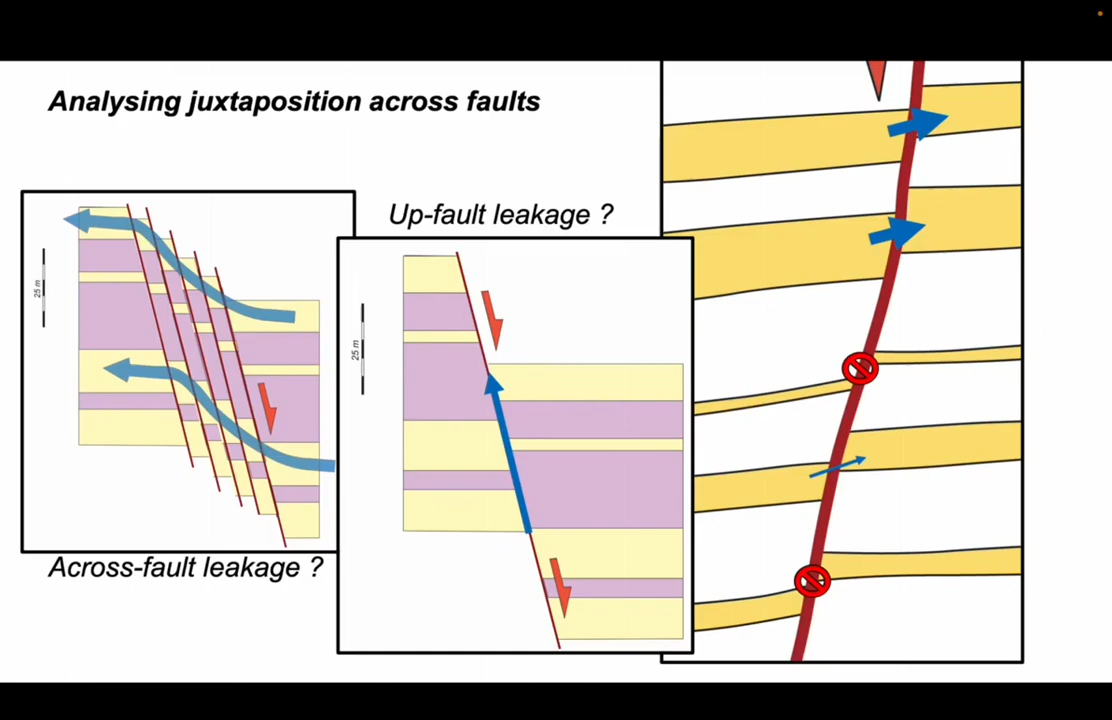 Analysing juxtaposition across faults
Up-fault leakage ?
25 m
25 m
Across-fault leakage ?